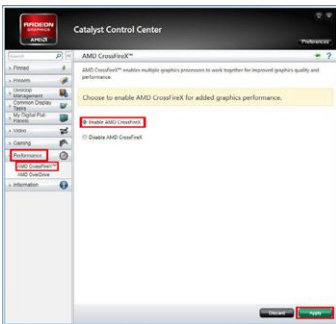 RADEON
GRAPHICS
AMD
Catalyst Control Center
Preferences
Search
AMD CrossFireX™
Pinned
Presets
AMD CrossFireX™ enables multiple graphics processors to work together for improved graphics quality and
performance.
Desktop
Management
Common Display
Tasks
Choose to enable AMD CrossFireX for added graphics performance.
My Digital Flat-
Panels
Video
Enable AMD CrossFireX
Gaming
Disable AMD CrossFireX
Performance
AMD CrossFireX™
AMD OverDrive
Information
Discard
Apply